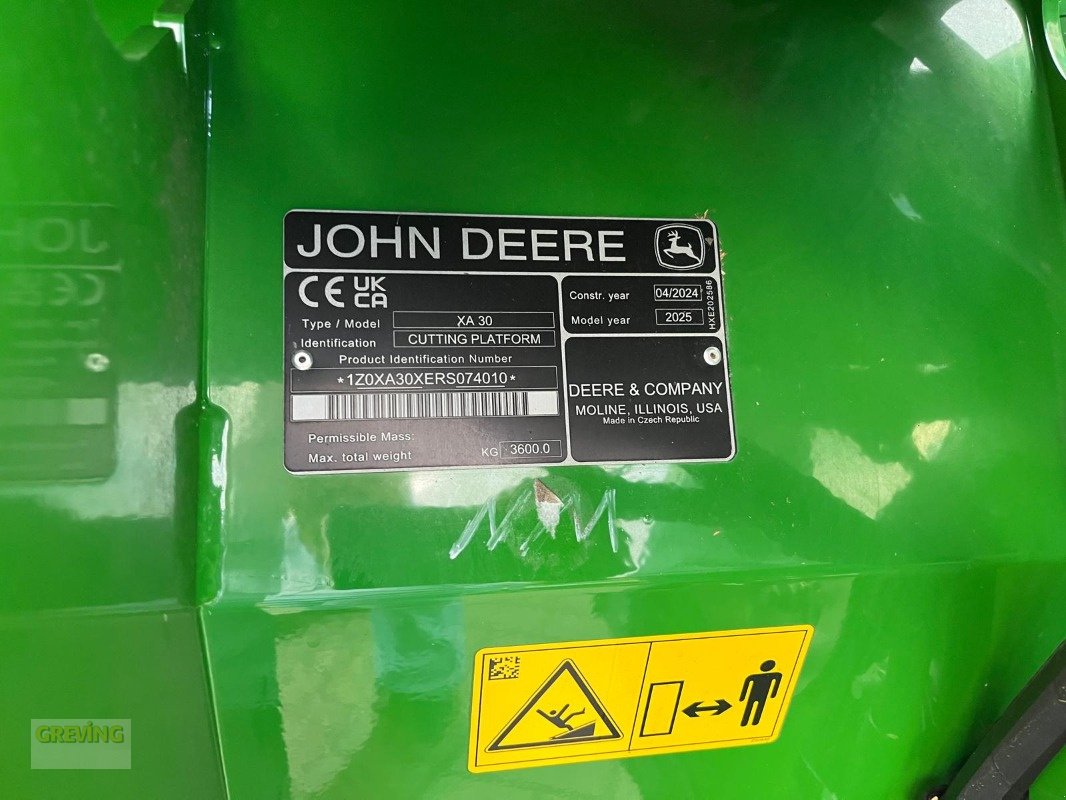 JOHN DEERE
CE UK CA
Type / Model XA 30
Identification CUTTING PLATFORM
Product Identification Number
*1Z0XA30XERS074010*
Permissible Mass:
Max. total weight KG 3600.0
Constr. year 04/2024
Model year 2025
HXE202586
DEERE & COMPANY
MOLINE, ILLINOIS, USA
Made in Czech Republic
GREVING